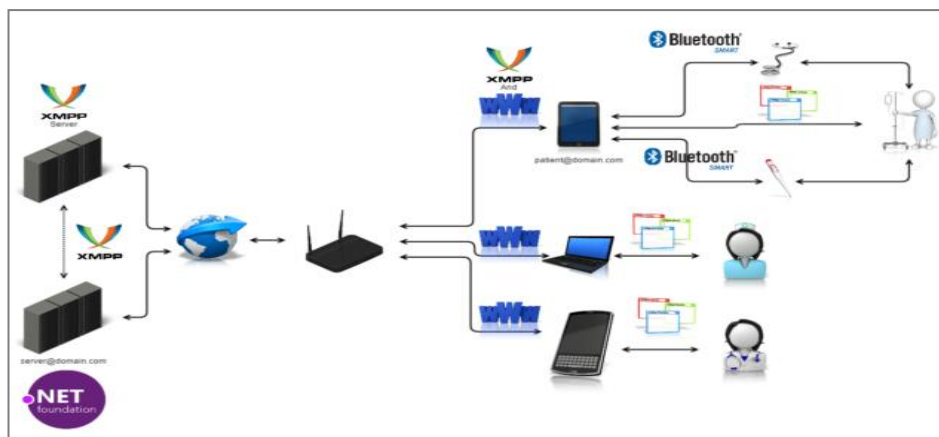 XMPP
Server
XMPP
server@domain.com
.NET
foundation
XMPP
And
www
patient@domain.com
Bluetooth
SMART
Bluetooth
SMART
www
www